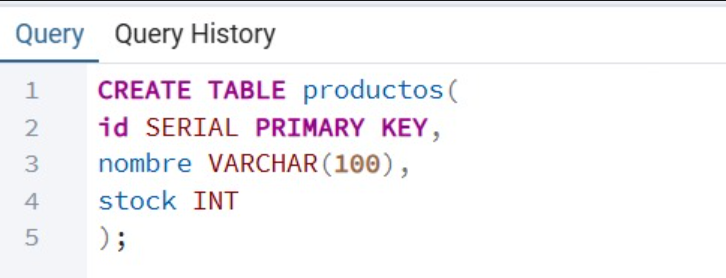 Query Query History
1 CREATE TABLE productos(
2 id SERIAL PRIMARY KEY,
3 nombre VARCHAR(100),
4 stock INT
5 );